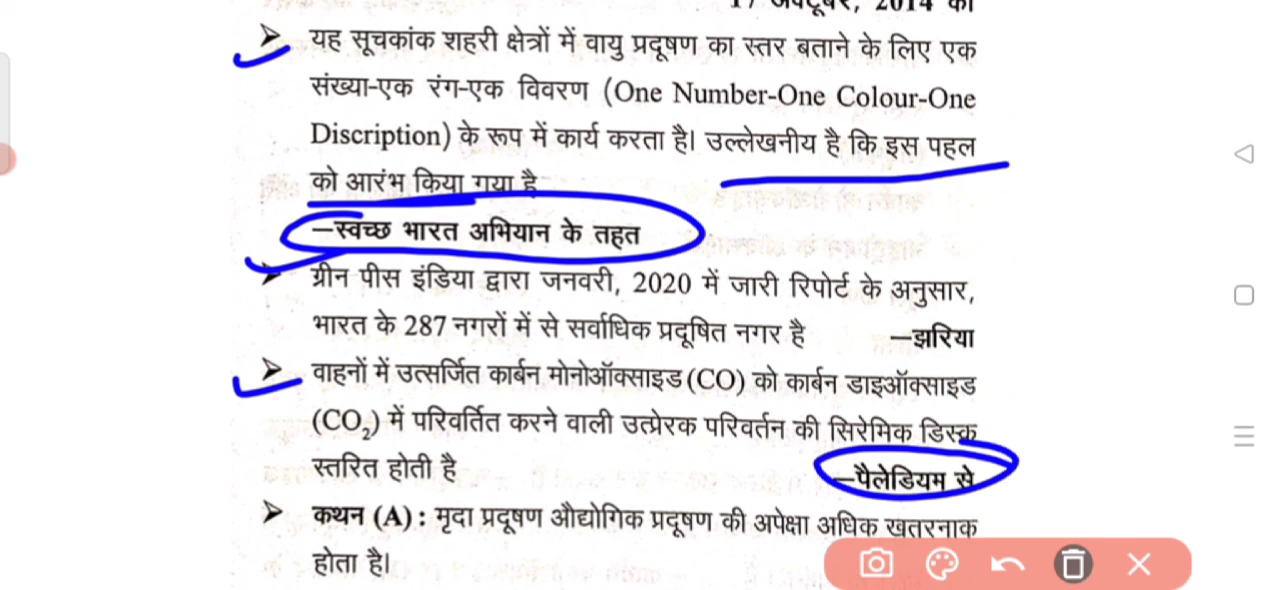 17 अक्टूबर, 2014 को
➤ यह सूचकांक शहरी क्षेत्रों में वायु प्रदूषण का स्तर बताने के लिए एक
संख्या-एक रंग-एक विवरण (One Number-One Colour-One
Discription) के रूप में कार्य करता है। उल्लेखनीय है कि इस पहल
को आरंभ किया गया है
–स्वच्छ भारत अभियान के तहत
➤ ग्रीन पीस इंडिया द्वारा जनवरी, 2020 में जारी रिपोर्ट के अनुसार,
भारत के 287 नगरों में से सर्वाधिक प्रदूषित नगर है –झरिया
➤ वाहनों में उत्सर्जित कार्बन मोनोऑक्साइड (CO) को कार्बन डाइऑक्साइड
(CO₂) में परिवर्तित करने वाली उत्प्रेरक परिवर्तन की सिरेमिक डिस्क
स्तरित होती है –पैलेडियम से
➤ कथन (A) : मृदा प्रदूषण औद्योगिक प्रदूषण की अपेक्षा अधिक खतरनाक
होता है।